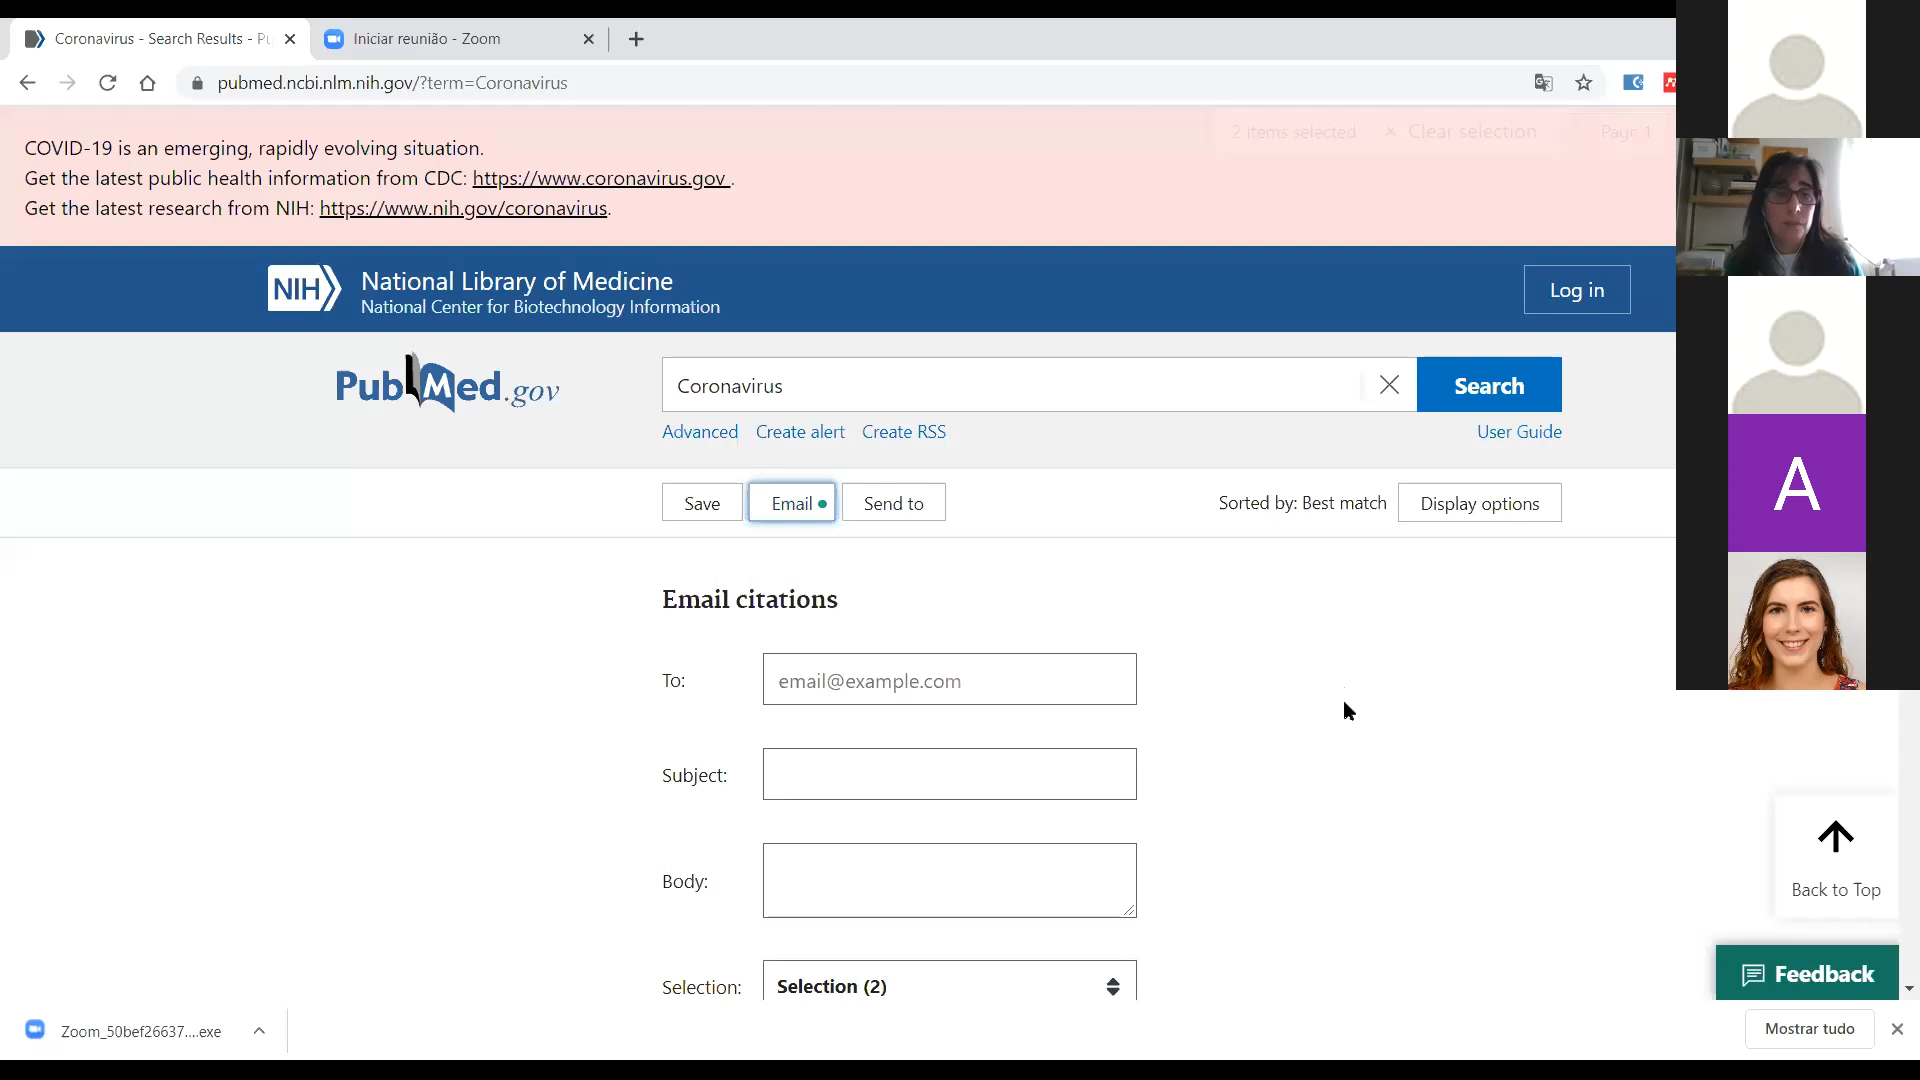 Coronavirus - Search Results - Pu
Iniciar reunião - Zoom
pubmed.ncbi.nlm.nih.gov/?term=Coronavirus
2 items selected × Clear selection Page 1
COVID-19 is an emerging, rapidly evolving situation.
Get the latest public health information from CDC: https://www.coronavirus.gov .
Get the latest research from NIH: https://www.nih.gov/coronavirus.
NIH National Library of Medicine
National Center for Biotechnology Information
Log in
PubMed.gov
Coronavirus
Search
Advanced Create alert Create RSS User Guide
Save Email Send to Sorted by: Best match Display options
A
Email citations
To: email@example.com
Subject:
Body:
Back to Top
Selection: Selection (2)
Feedback
Zoom_50bef26637....exe
Mostrar tudo